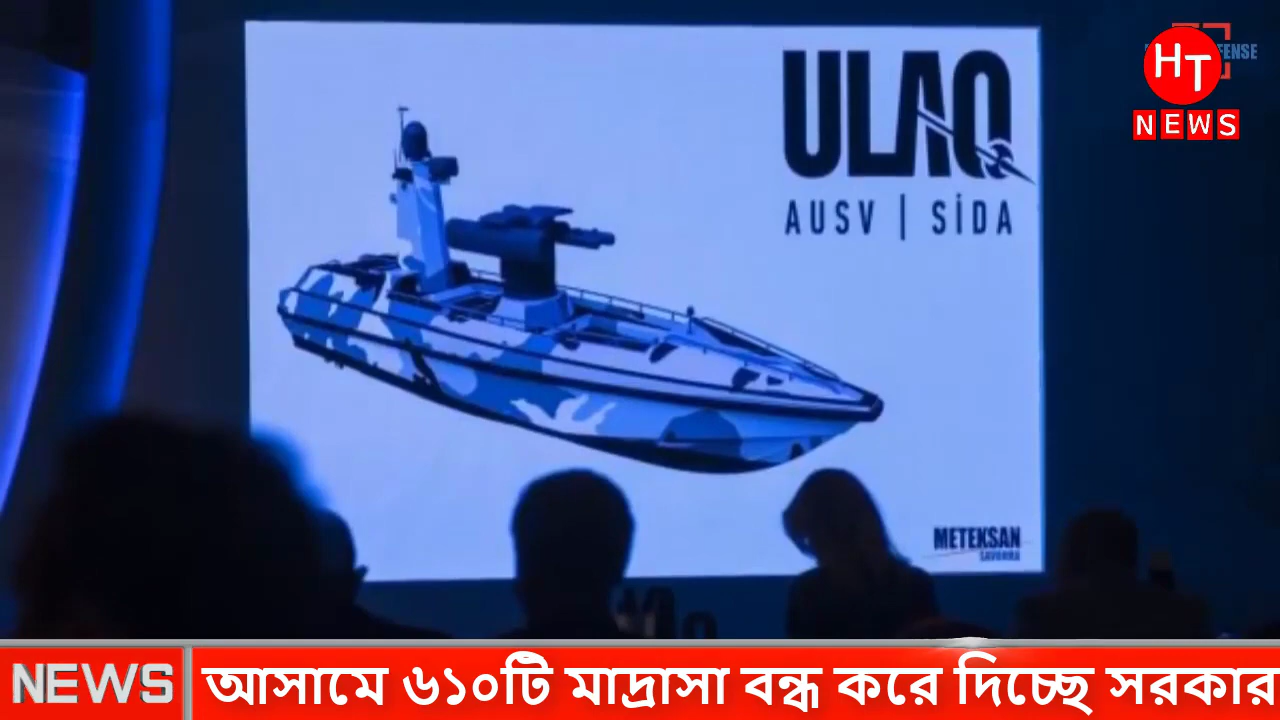 ULAQ
AUSV | SİDA
HT
NEWS
METEKSAN
SAVUNMA
NEWS আসামে ৬১০টি মাদ্রাসা বন্ধ করে দিচ্ছে সরকার